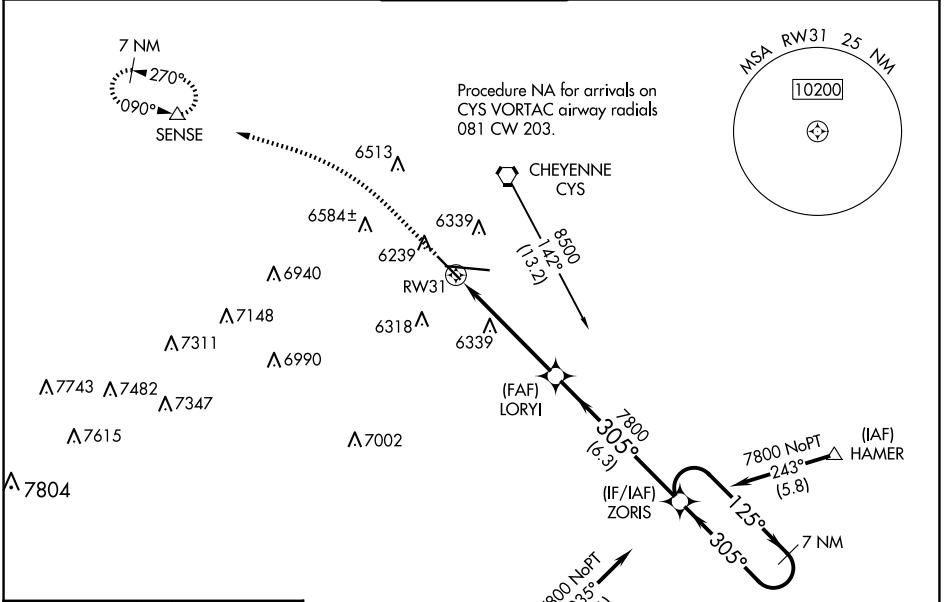 7 NM
270°
090°
SENSE
Procedure NA for arrivals on
CYS VORTAC airway radials
081 CW 203.
MSA RW31 25 NM
10200
CHEYENNE
CYS
8500
142°
(13.2)
6513
6584±
6339
6239
6940
RW31
7148
6318
6339
7311
6990
7743
7482
7347
7615
7002
7804
(FAF)
LORYI
7800
305°
(6.3)
(IAF)
HAMER
7800 NoPT
243°
(5.8)
(IF/IAF)
ZORIS
125°
305°
7 NM
7800 NoPT